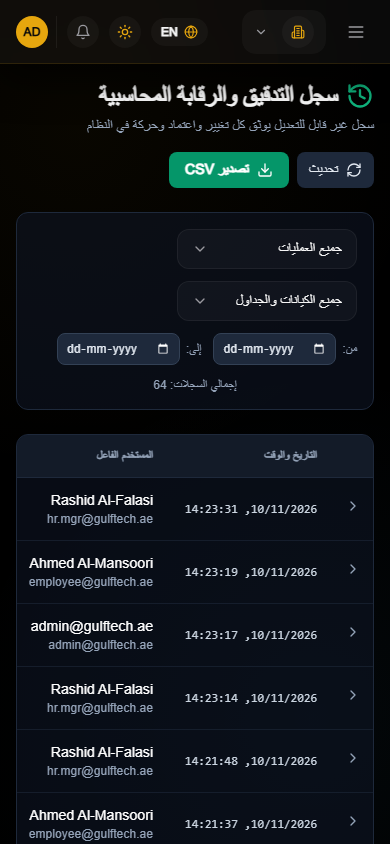 AD
EN
سجل التدقيق والرقابة المحاسبية
سجل غير قابل للتعديل يوثق كل تغيير واعتماد وحركة في النظام
تحديث
تصدير CSV
جميع العمليات
جميع الكيانات والجداول
من: dd-mm-yyyy إلى: dd-mm-yyyy
إجمالي السجلات: 64
التاريخ والوقت المستخدم الفاعل
10/11/2026, 14:23:31 Rashid Al-Falasi
hr.mgr@gulftech.ae
10/11/2026, 14:23:19 Ahmed Al-Mansoori
employee@gulftech.ae
10/11/2026, 14:23:17 admin@gulftech.ae
admin@gulftech.ae
10/11/2026, 14:23:14 Rashid Al-Falasi
hr.mgr@gulftech.ae
10/11/2026, 14:21:48 Rashid Al-Falasi
hr.mgr@gulftech.ae
10/11/2026, 14:21:37 Ahmed Al-Mansoori
employee@gulftech.ae